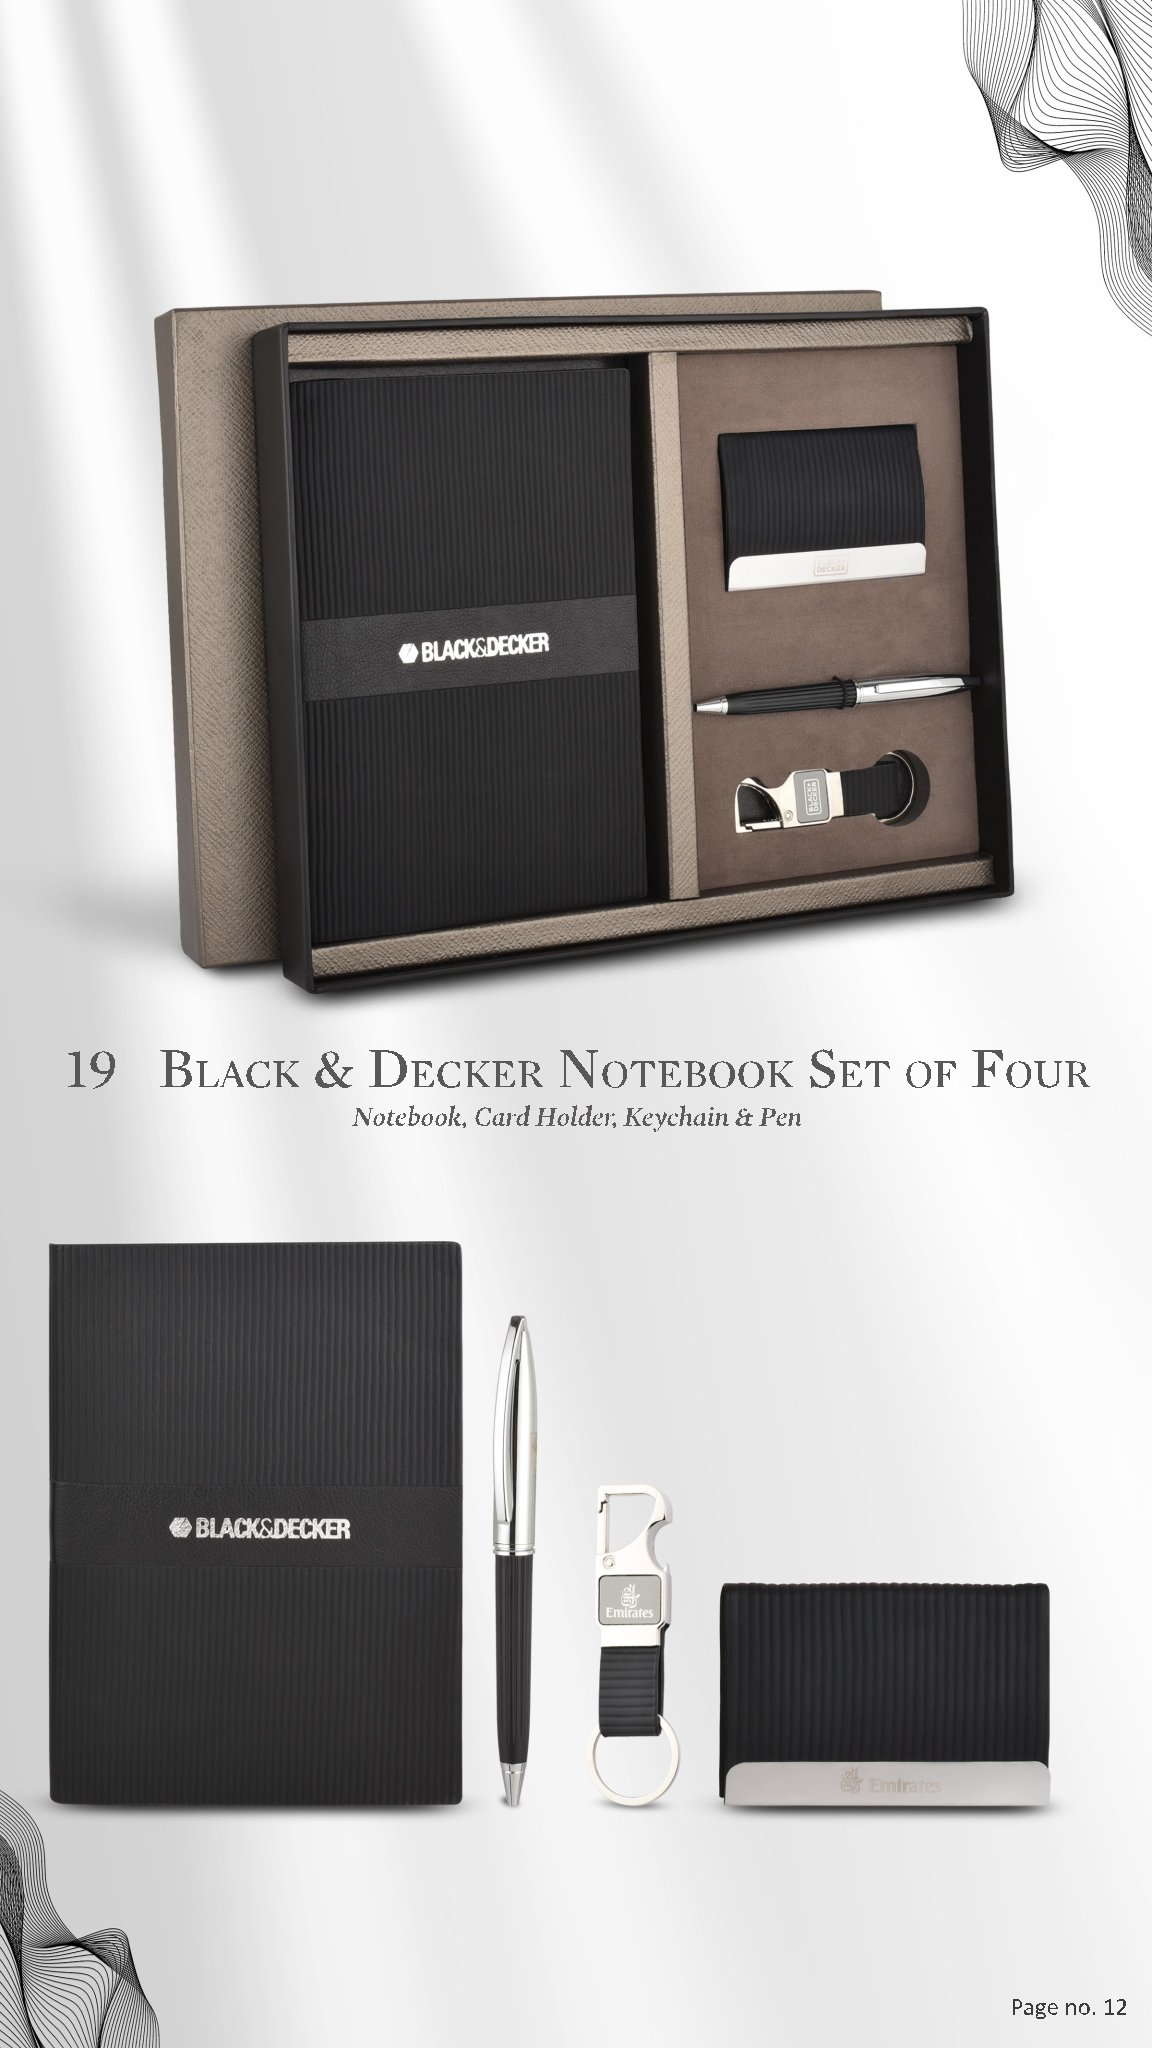 BLACK&DECKER
BLACK+
DECKER
BLACK+
DECKER
19 Black & Decker Notebook Set of Four
Notebook, Card Holder, Keychain & Pen
BLACK&DECKER
Emirates
Emirates
Page no. 12